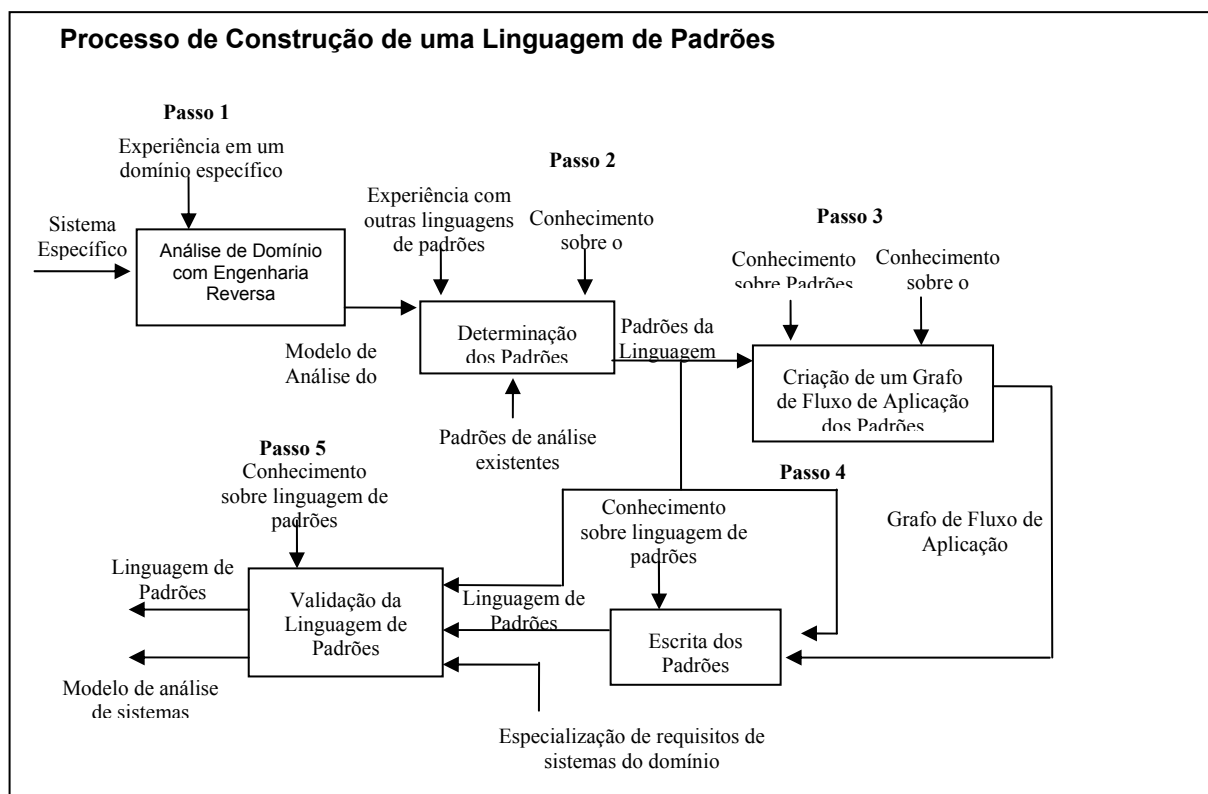 Processo de Construção de uma Linguagem de Padrões
Passo 1
Experiência em um
domínio específico
Sistema
Específico
Análise de Domínio
com Engenharia
Reversa
Modelo de
Análise do
Passo 2
Experiência com
outras linguagens
de padrões
Conhecimento
sobre o
Determinação
dos Padrões
Padrões de análise
existentes
Padrões da
Linguagem
Passo 3
Conhecimento
sobre Padrões
Conhecimento
sobre o
Criação de um Grafo
de Fluxo de Aplicação
dos Padrões
Grafo de Fluxo de
Aplicação
Passo 4
Conhecimento
sobre linguagem de
padrões
Escrita dos
Padrões
Linguagem de
Padrões
Passo 5
Conhecimento
sobre linguagem de
padrões
Validação da
Linguagem de
Padrões
Linguagem de
Padrões
Modelo de análise
de sistemas
Especialização de requisitos de
sistemas do domínio